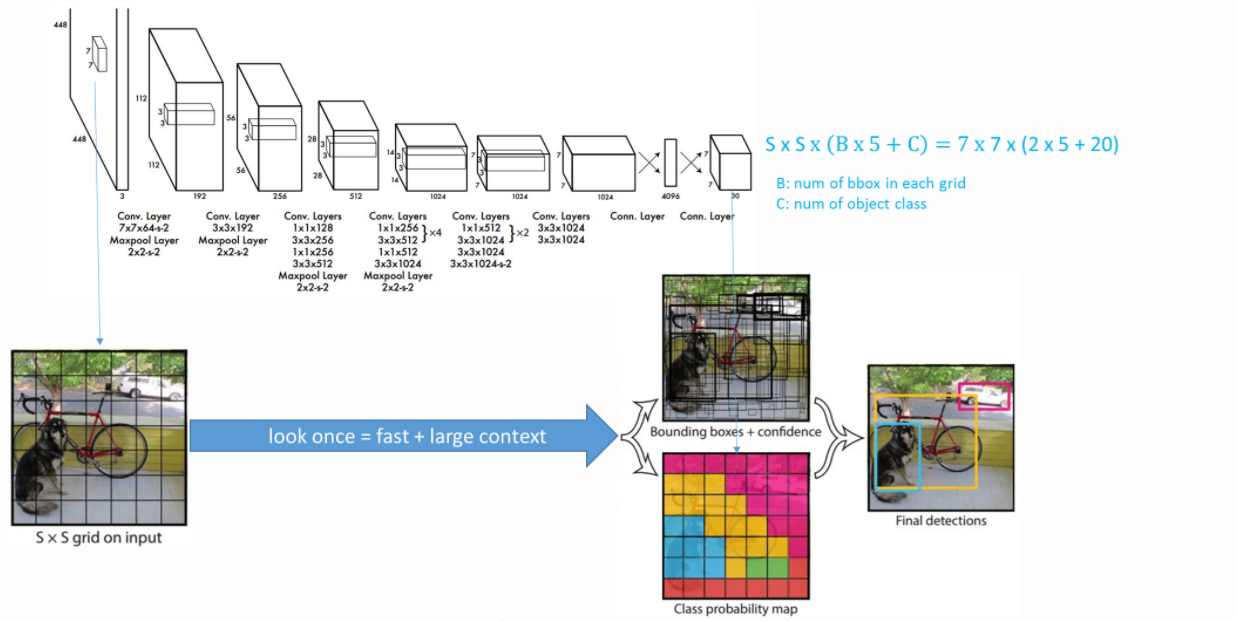 448
7
7
448
3
112
3
3
112
192
56
3
3
56
256
28
3
3
28
512
14
3
3
14
1024
7
3
3
7
1024
7
7
1024
4096
7
7
30
S x S x (B x 5 + C) = 7 x 7 x (2 x 5 + 20)
B: num of bbox in each grid
C: num of object class
Conv. Layer
7x7x64-s-2
Maxpool Layer
2x2-s-2
Conv. Layer
3x3x192
Maxpool Layer
2x2-s-2
Conv. Layers
1x1x128
3x3x256
1x1x256
3x3x512
Maxpool Layer
2x2-s-2
Conv. Layers
1x1x256
3x3x512
}×4
1x1x512
3x3x1024
Maxpool Layer
2x2-s-2
Conv. Layers
1x1x512
3x3x1024
}×2
3x3x1024
3x3x1024-s-2
Conv. Layers
3x3x1024
3x3x1024
Conn. Layer
Conn. Layer
look once = fast + large context
S × S grid on input
Bounding boxes + confidence
Class probability map
Final detections